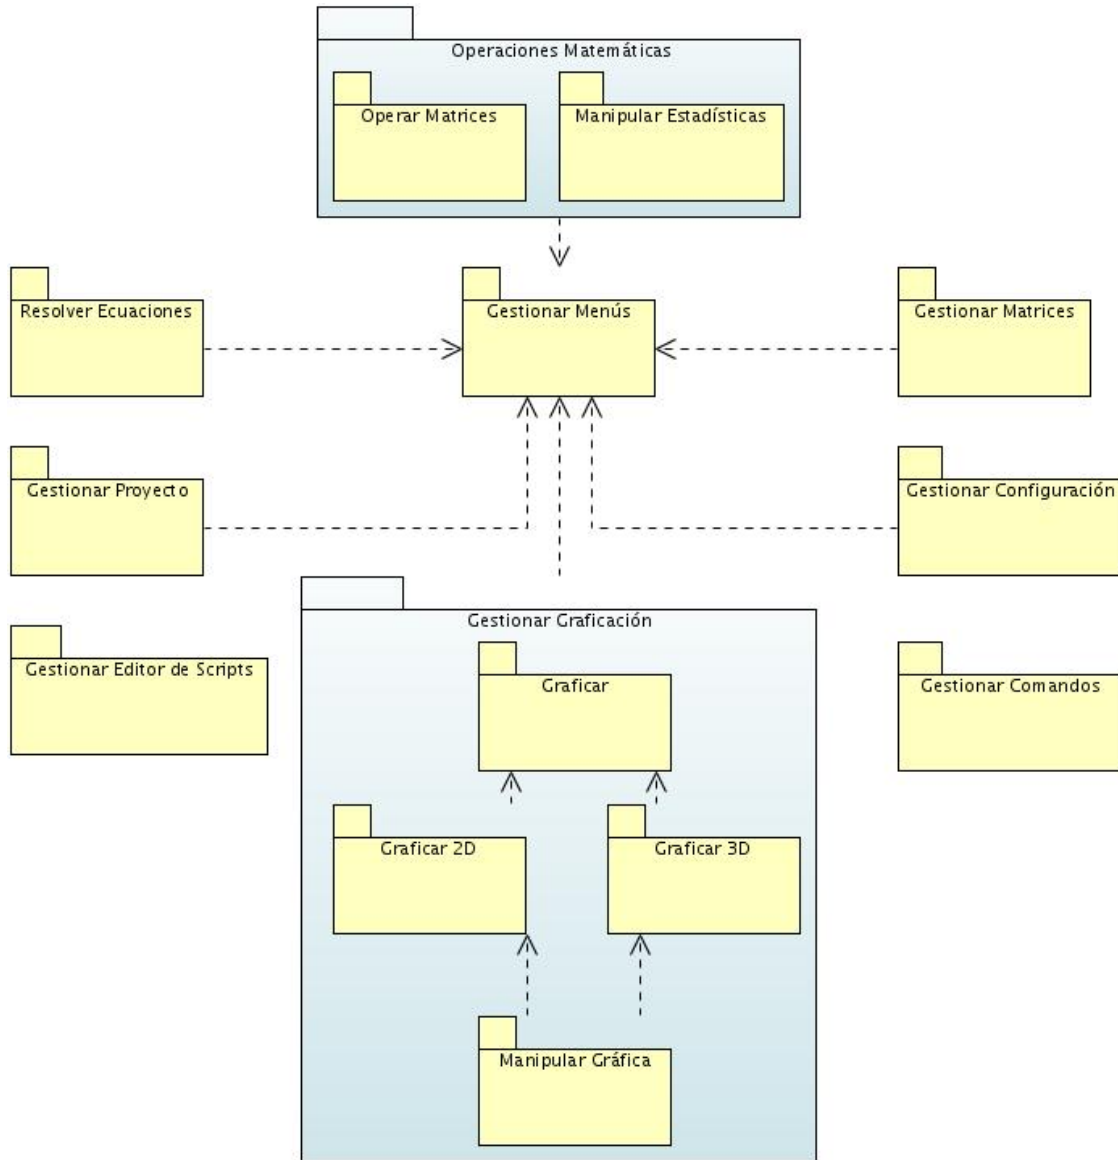 Operaciones Matemáticas
Operar Matrices
Manipular Estadísticas
Resolver Ecuaciones
Gestionar Menús
Gestionar Matrices
Gestionar Proyecto
Gestionar Configuración
Gestionar Graficación
Gestionar Editor de Scripts
Graficar
Gestionar Comandos
Graficar 2D
Graficar 3D
Manipular Gráfica